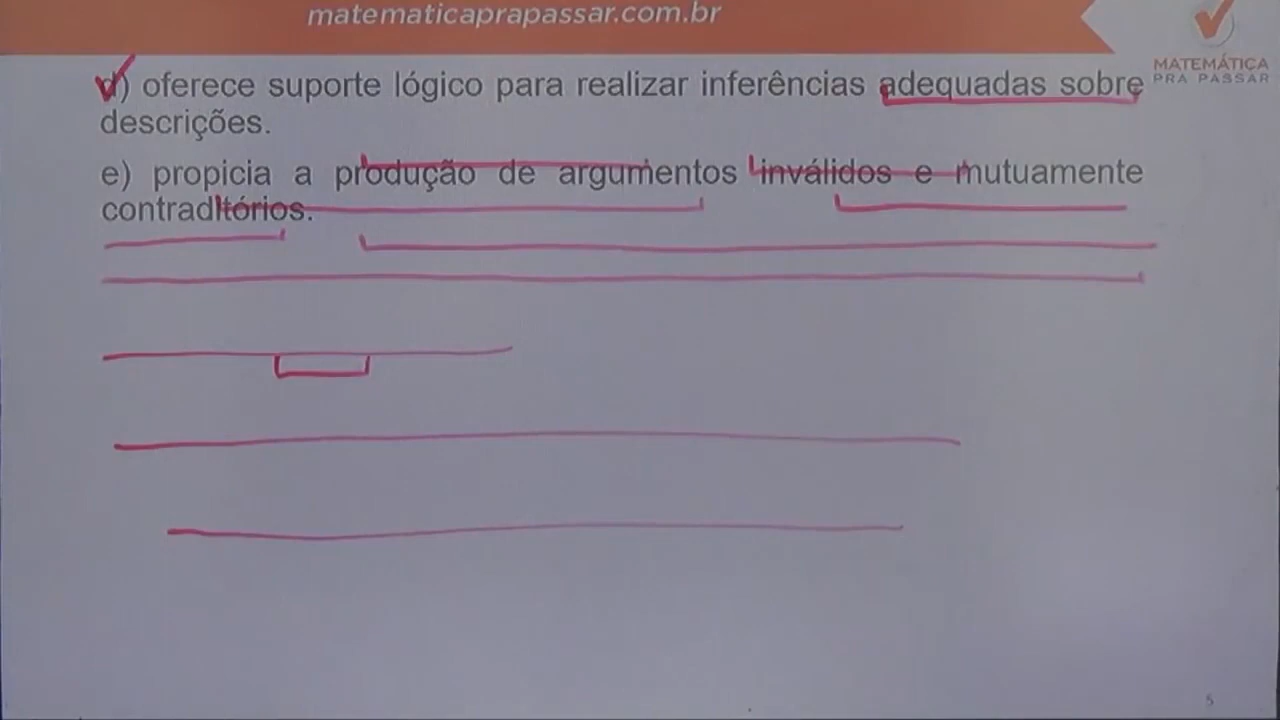 matematicaprapassar.com.br
MATEMÁTICA
PRA PASSAR
d) oferece suporte lógico para realizar inferências adequadas sobre
descrições.
e) propicia a produção de argumentos inválidos e mutuamente
contraditórios.
5